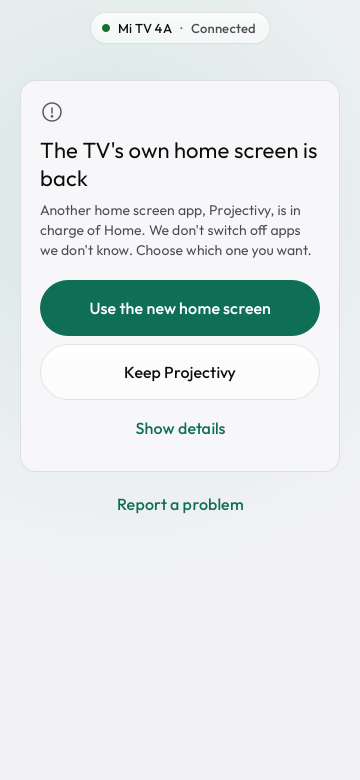 Mi TV 4A · Connected
The TV's own home screen is
back
Another home screen app, Projectivy, is in
charge of Home. We don't switch off apps
we don't know. Choose which one you want.
Use the new home screen
Keep Projectivy
Show details
Report a problem